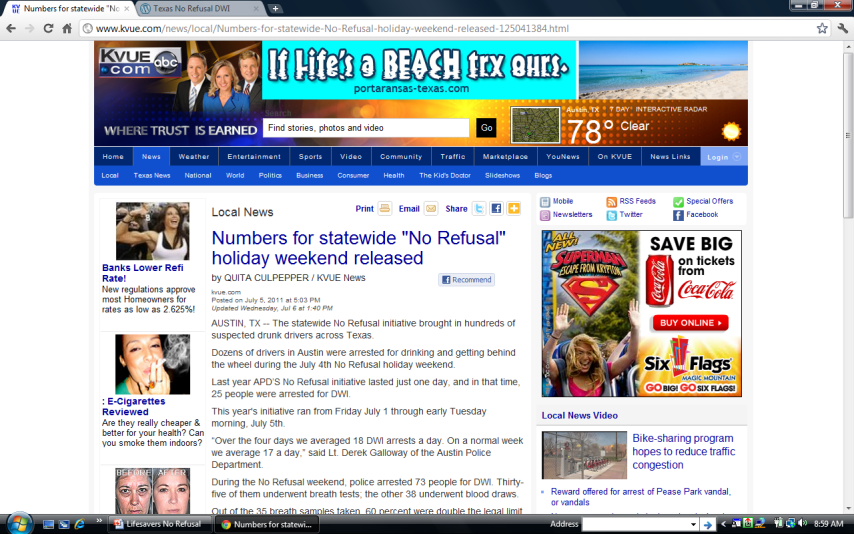 Numbers for statewide "No
Texas No Refusal DWI
www.kvue.com/news/local/Numbers-for-statewide-No-Refusal-holiday-weekend-released-125041384.html
KVUE
com abc
If Life's a BEACH try ours.
portaransas-texas.com
WHERE TRUST IS EARNED
Search
Find stories, photos and video
Go
Austin, TX
7 DAY
INTERACTIVE RADAR
78° Clear
Home News Weather Entertainment Sports Video Community Traffic Marketplace YouNews On KVUE News Links Login
Local Texas News National World Politics Business Consumer Health The Kid's Doctor Slideshows Blogs
Banks Lower Refi
Rate!
New regulations approve
most Homeowners for
rates as low as 2.625%!
: E-Cigarettes
Reviewed
Are they really cheaper &
better for your health? Can
you smoke them indoors?
BEFORE AFTER
Local News
Print Email Share
Numbers for statewide "No Refusal"
holiday weekend released
by QUITA CULPEPPER / KVUE News
Recommend
kvue.com
Posted on July 5, 2011 at 5:03 PM
Updated Wednesday, Jul 6 at 1:40 PM
AUSTIN, TX -- The statewide No Refusal initiative brought in hundreds of
suspected drunk drivers across Texas.
Dozens of drivers in Austin were arrested for drinking and getting behind
the wheel during the July 4th No Refusal holiday weekend.
Last year APD'S No Refusal initiative lasted just one day, and in that time,
25 people were arrested for DWI.
This year's initiative ran from Friday July 1 through early Tuesday
morning, July 5th.
"Over the four days we averaged 18 DWI arrests a day. On a normal week
we average 17 a day," said Lt. Derek Galloway of the Austin Police
Department.
During the No Refusal weekend, police arrested 73 people for DWI. Thirty-
five of them underwent breath tests; the other 38 underwent blood draws.
Out of the 35 breath samples taken, 60 percent were double the legal limit
Mobile RSS Feeds Special Offers
Newsletters Twitter Facebook
ALL NEW!
SUPERMAN
ESCAPE FROM KRYPTON
SAVE BIG
on tickets
from
Coca-Cola
BUY ONLINE
Six Flags
MAGIC MOUNTAIN
GO BIG! GO SIX FLAGS!
Local News Video
Bike-sharing program
hopes to reduce traffic
congestion
Reward offered for arrest of Pease Park vandal,
or vandals
Lifesavers No Refusal
Numbers for statewi...
Address
8:59 AM